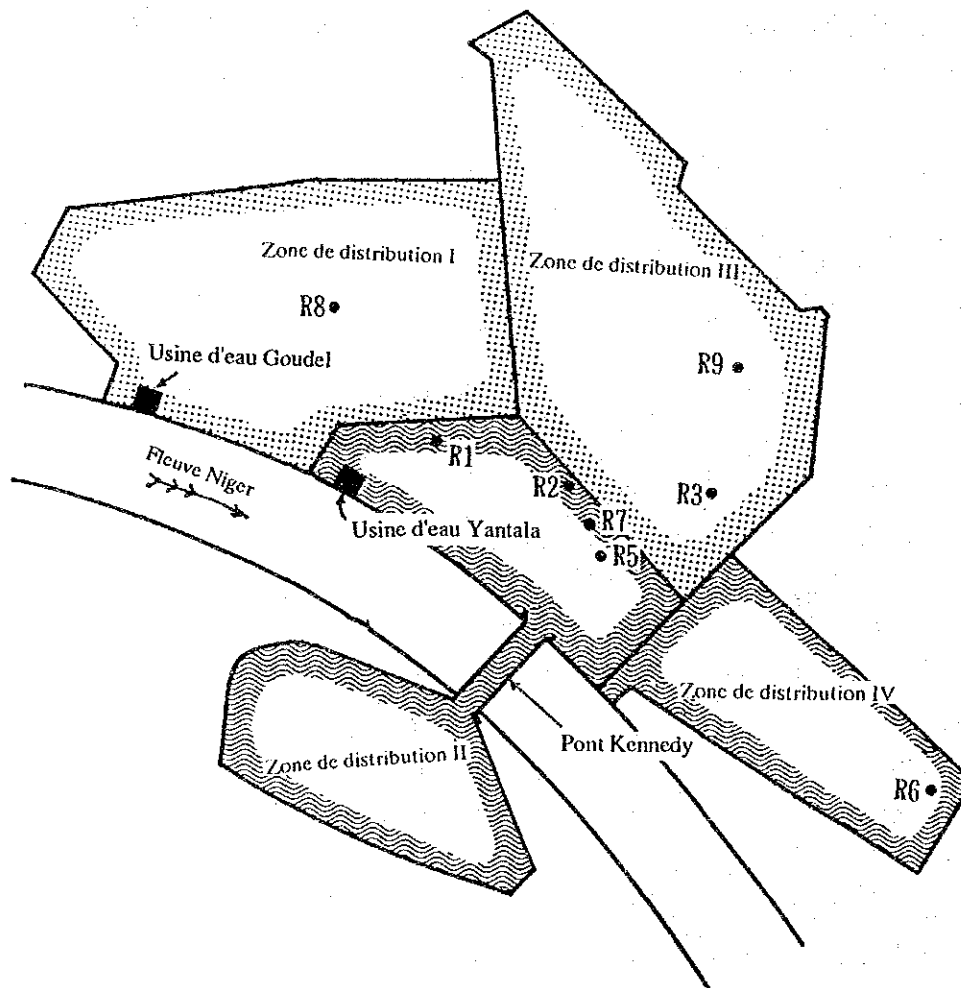 Zone de distribution I
Zone de distribution III
R8
Usine d'eau Goudel
R9
R1
Fleuve Niger
R2
R3
Usine d'eau Yantala
R7
R5
Zone de distribution IV
Pont Kennedy
Zone de distribution II
R6